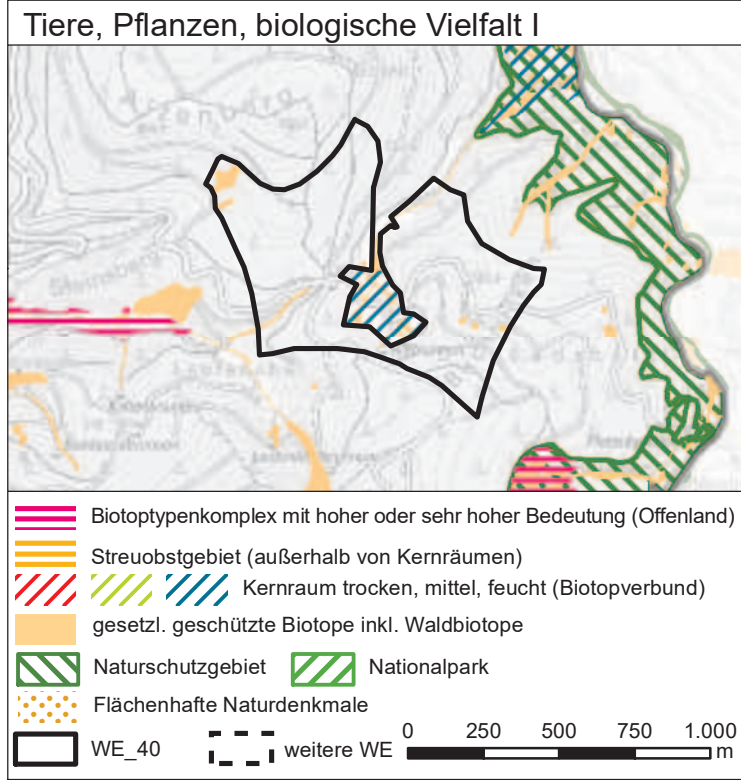 Tiere, Pflanzen, biologische Vielfalt I
Biotoptypenkomplex mit hoher oder sehr hoher Bedeutung (Offenland)
Streuobstgebiet (außerhalb von Kernräumen)
Kernraum trocken, mittel, feucht (Biotopverbund)
gesetzl. geschützte Biotope inkl. Waldbiotope
Naturschutzgebiet Nationalpark
Flächenhafte Naturdenkmale
WE_40 weitere WE 0 250 500 750 1.000 m